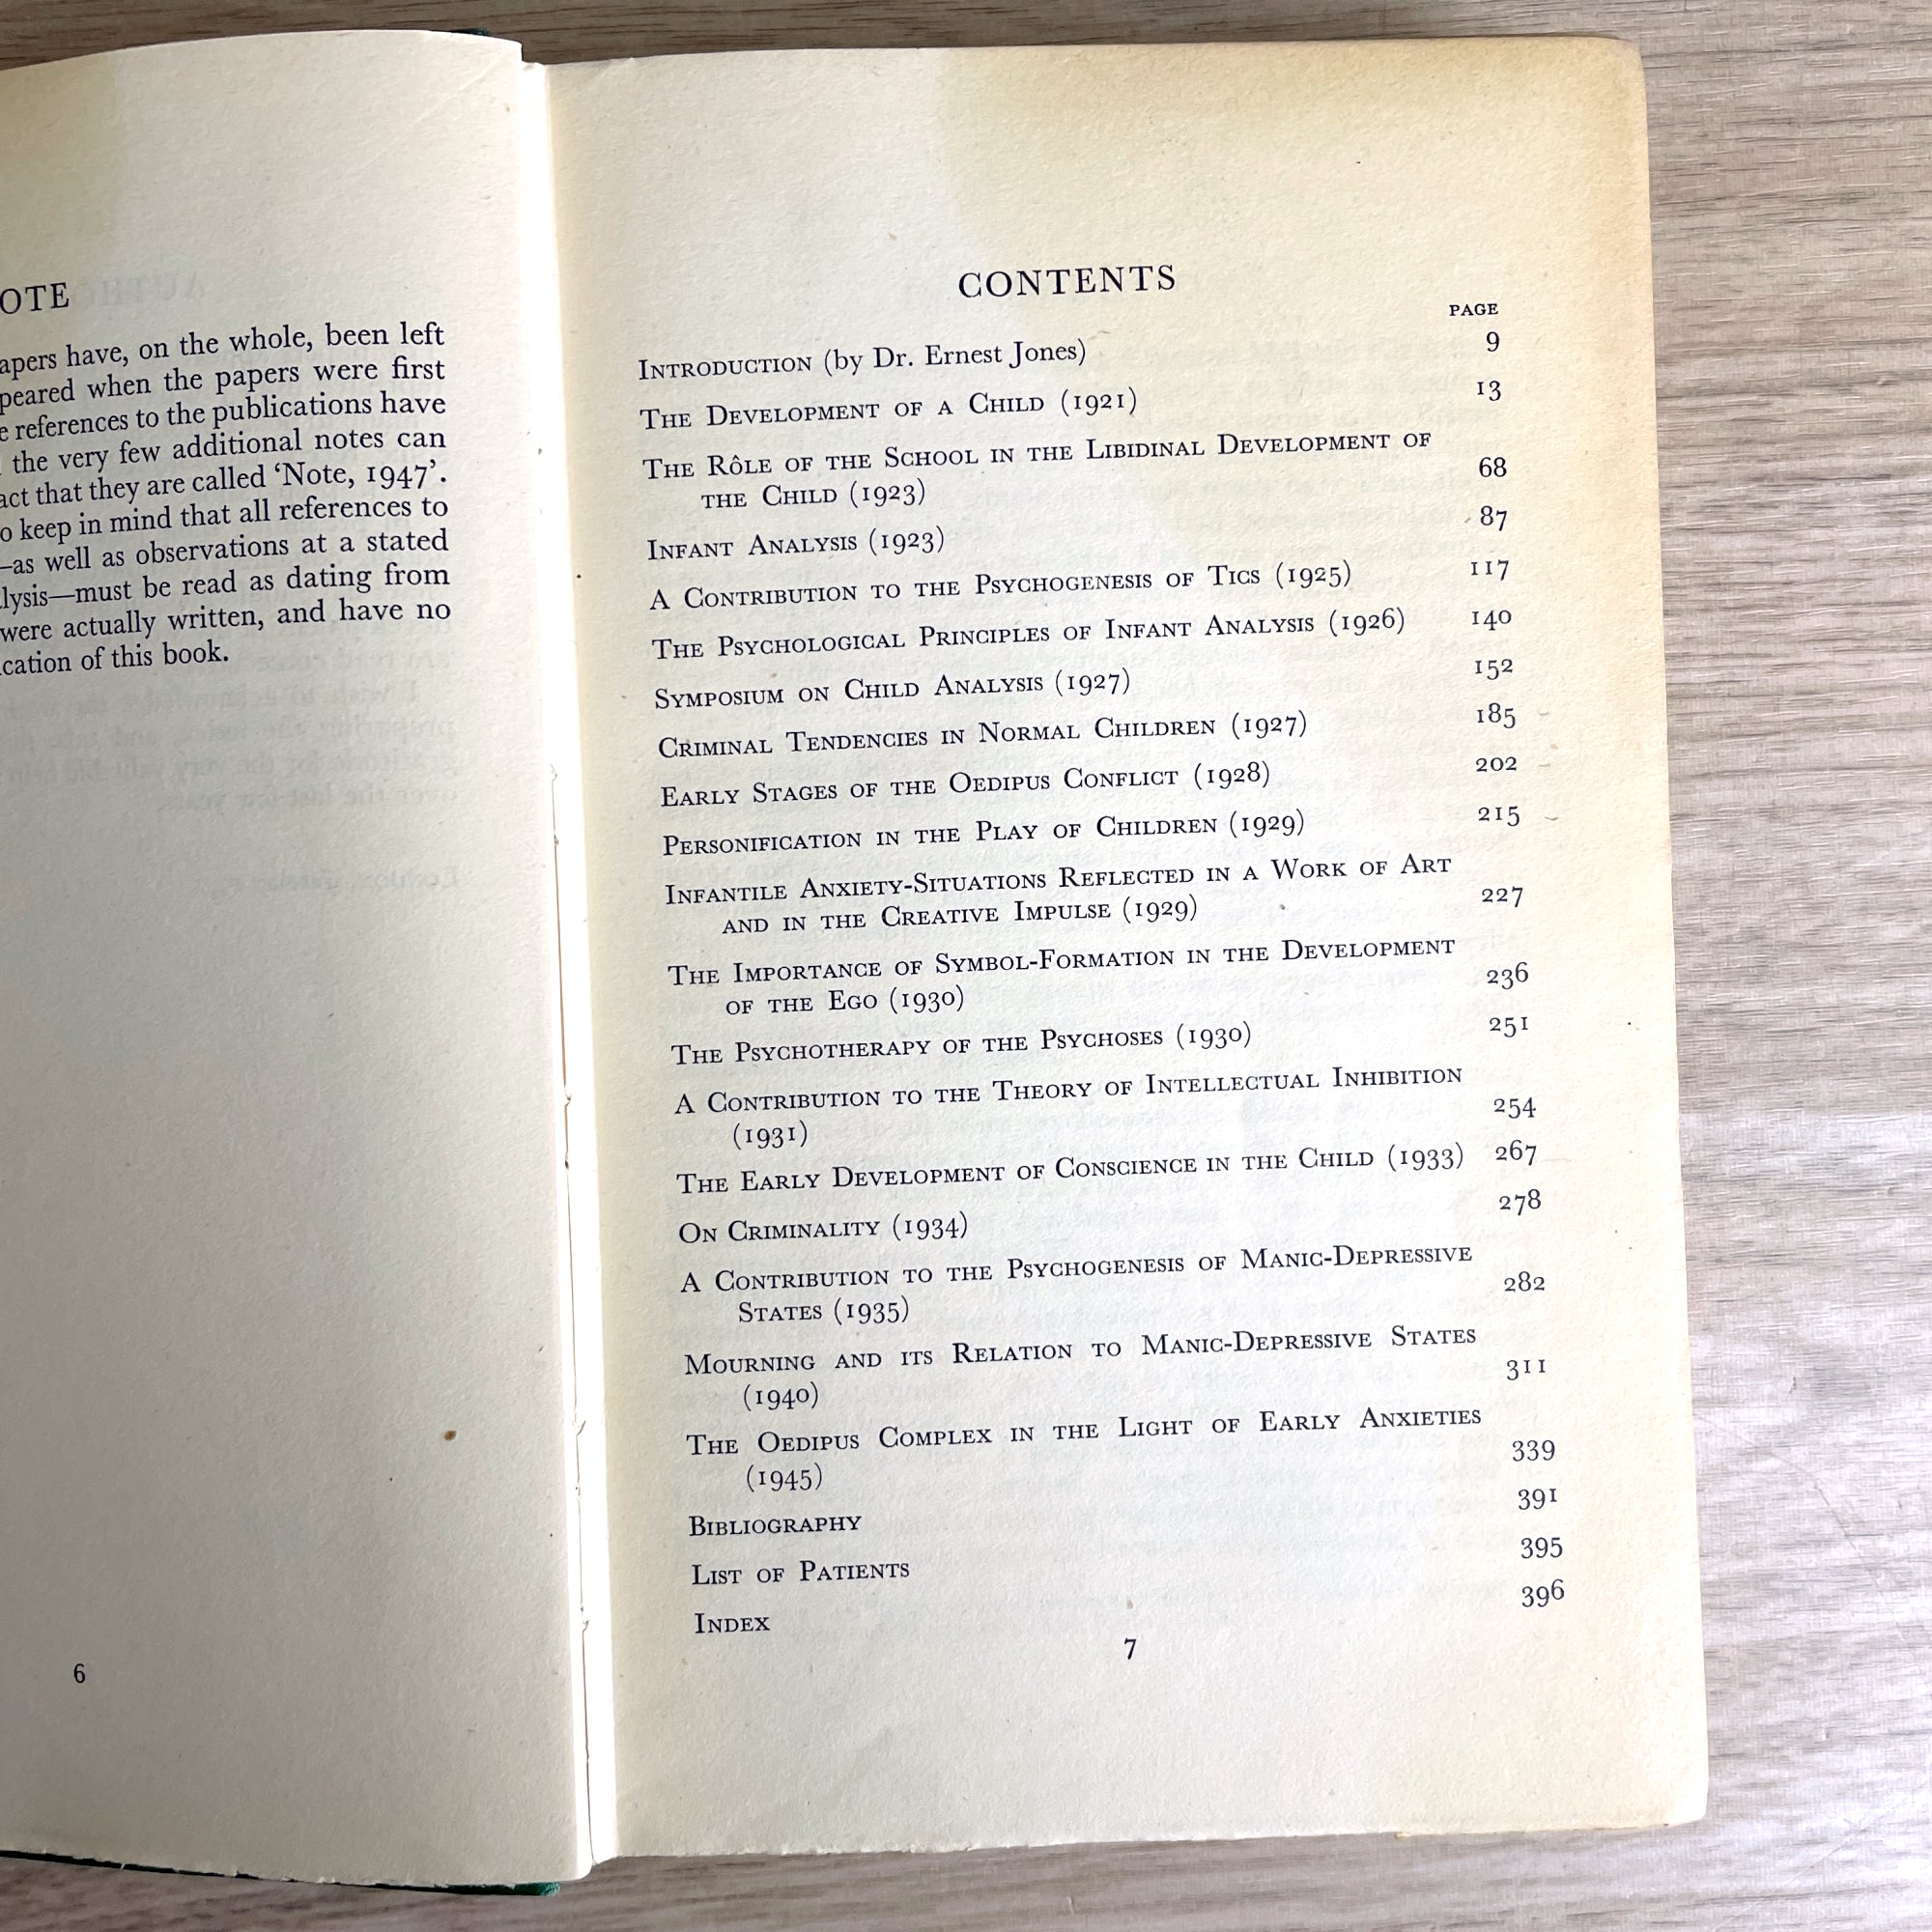 OTE
apers have, on the whole, been left
peared when the papers were first
e references to the publications have
the very few additional notes can
act that they are called ‘Note, 1947’.
o keep in mind that all references to
—as well as observations at a stated
lysis—must be read as dating from
were actually written, and have no
cation of this book.
6
CONTENTS
PAGE
INTRODUCTION (by Dr. Ernest Jones) 9
THE DEVELOPMENT OF A CHILD (1921) 13
THE RÔLE OF THE SCHOOL IN THE LIBIDINAL DEVELOPMENT OF
THE CHILD (1923) 68
INFANT ANALYSIS (1923) 87
A CONTRIBUTION TO THE PSYCHOGENESIS OF TICS (1925) 117
THE PSYCHOLOGICAL PRINCIPLES OF INFANT ANALYSIS (1926) 140
SYMPOSIUM ON CHILD ANALYSIS (1927) 152
CRIMINAL TENDENCIES IN NORMAL CHILDREN (1927) 185
EARLY STAGES OF THE OEDIPUS CONFLICT (1928) 202
PERSONIFICATION IN THE PLAY OF CHILDREN (1929) 215
INFANTILE ANXIETY-SITUATIONS REFLECTED IN A WORK OF ART
AND IN THE CREATIVE IMPULSE (1929) 227
THE IMPORTANCE OF SYMBOL-FORMATION IN THE DEVELOPMENT
OF THE EGO (1930) 236
THE PSYCHOTHERAPY OF THE PSYCHOSES (1930) 251
A CONTRIBUTION TO THE THEORY OF INTELLECTUAL INHIBITION
(1931) 254
THE EARLY DEVELOPMENT OF CONSCIENCE IN THE CHILD (1933) 267
ON CRIMINALITY (1934) 278
A CONTRIBUTION TO THE PSYCHOGENESIS OF MANIC-DEPRESSIVE
STATES (1935) 282
MOURNING AND ITS RELATION TO MANIC-DEPRESSIVE STATES
(1940) 311
THE OEDIPUS COMPLEX IN THE LIGHT OF EARLY ANXIETIES
(1945) 339
BIBLIOGRAPHY 391
LIST OF PATIENTS 395
INDEX 396
7